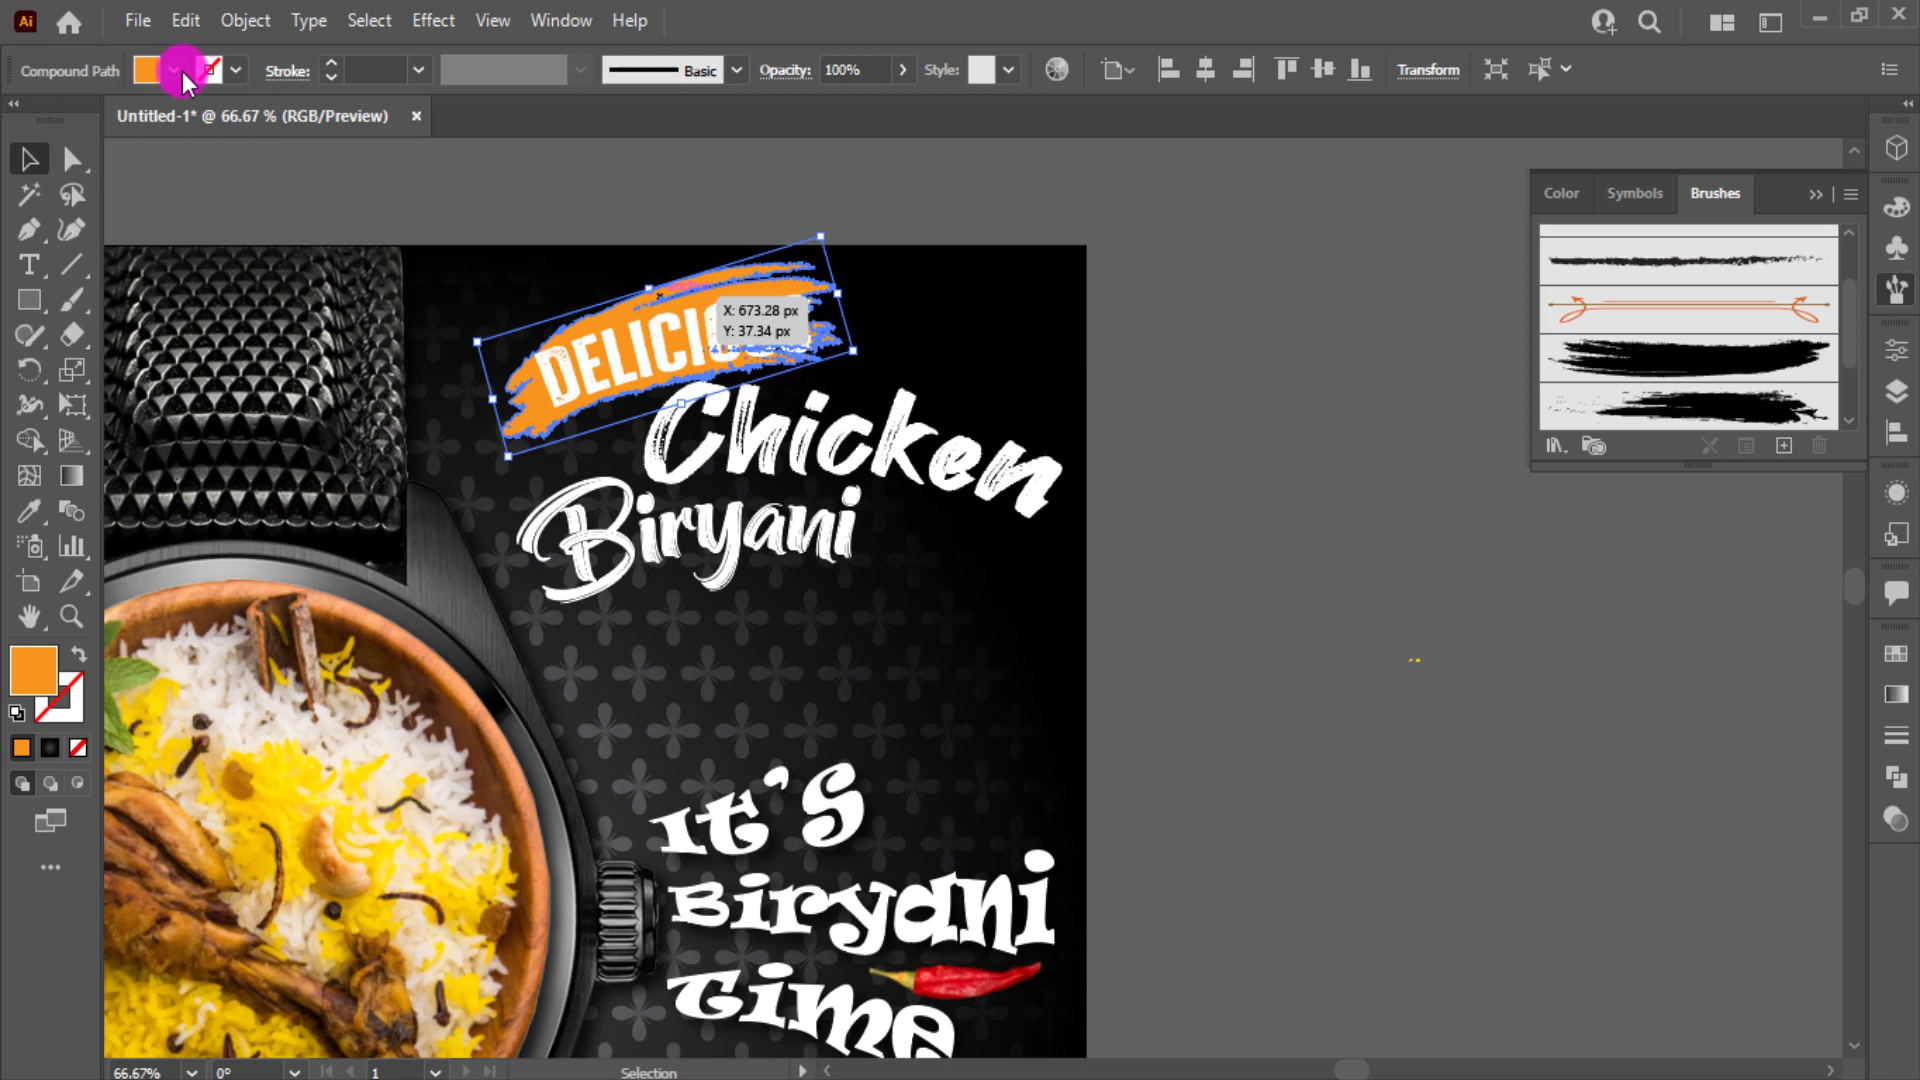 Ai File Edit Object Type Select Effect View Window Help
Compound Path Stroke: Basic Opacity: 100% Style: Transform
Untitled-1* @ 66.67 % (RGB/Preview) ×
Color Symbols Brushes
X: 673.28 px
Y: 37.34 px
Chicken
Biryani
It's
Biryani
Time
66.67% 0° 1 Selection